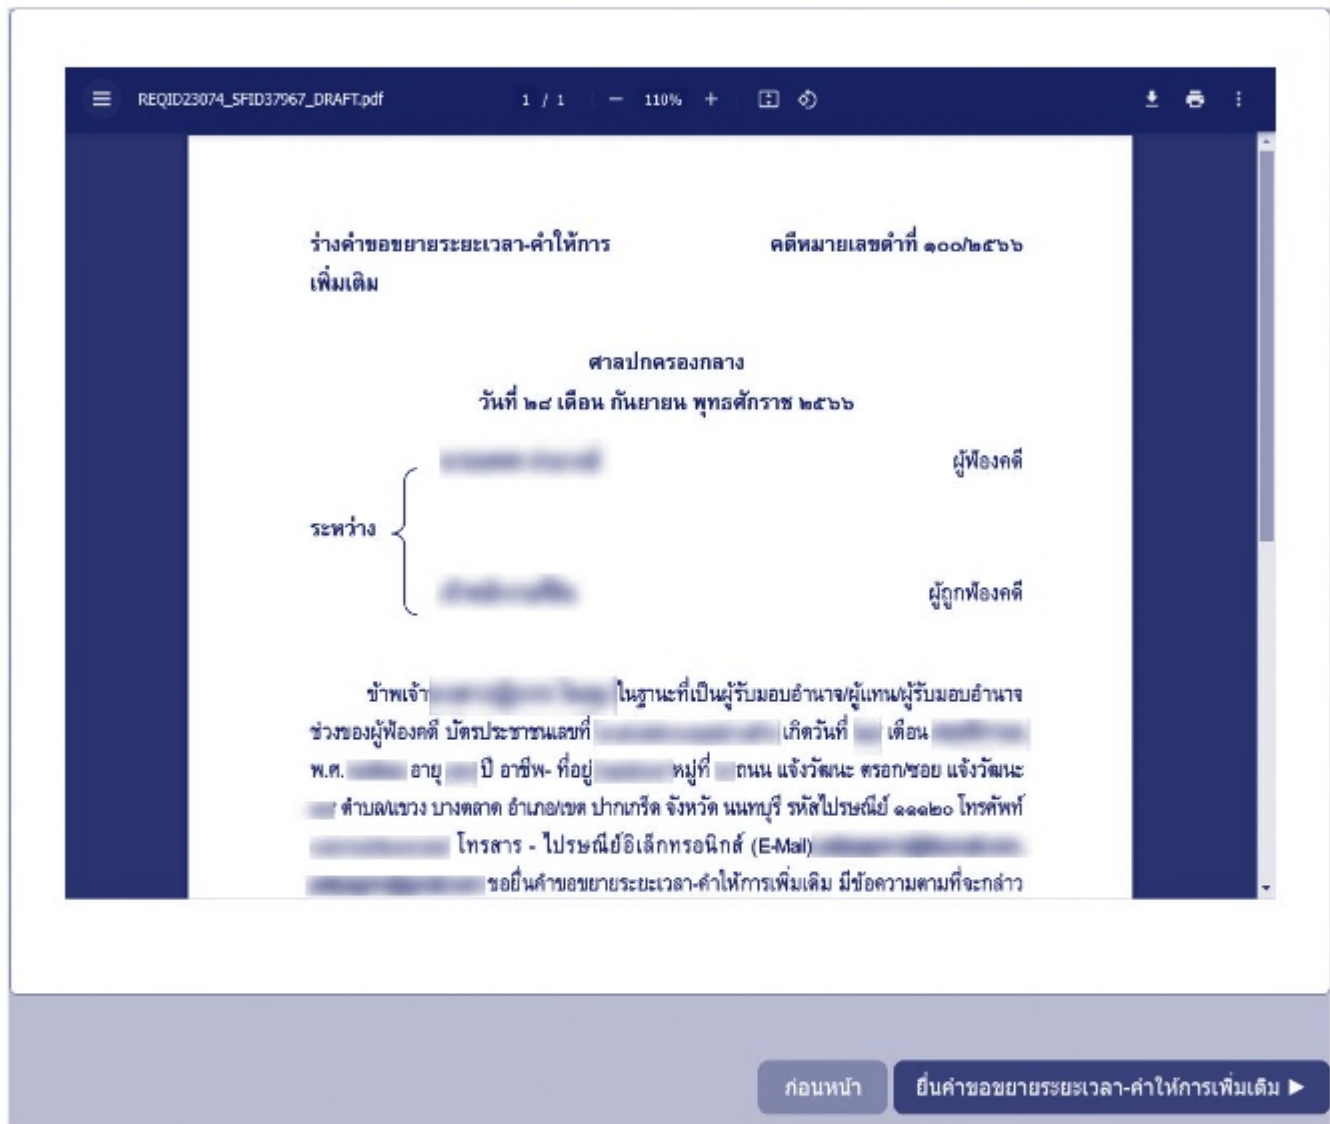 REQID23074_SFID37967_DRAFT.pdf 1 / 1 — 110% +
ร่างคำขอขยายระยะเวลา-คำให้การ คดีหมายเลขดำที่ ๑๐๐/๒๕๖๖
เพิ่มเติม
ศาลปกครองกลาง
วันที่ ๒๘ เดือน กันยายน พุทธศักราช ๒๕๖๖
ผู้ฟ้องคดี
ระหว่าง
ผู้ถูกฟ้องคดี
ข้าพเจ้า ในฐานะที่เป็นผู้รับมอบอำนาจ/ผู้แทน/ผู้รับมอบอำนาจ
ช่วงของผู้ฟ้องคดี บัตรประชาชนเลขที่ เกิดวันที่ เดือน
พ.ศ. อายุ ปี อาชีพ- ที่อยู่ หมู่ที่ ถนน แจ้งวัฒนะ ตรอก/ซอย แจ้งวัฒนะ
ตำบล/แขวง บางตลาด อำเภอ/เขต ปากเกร็ด จังหวัด นนทบุรี รหัสไปรษณีย์ ๑๑๑๒๐ โทรศัพท์
โทรสาร - ไปรษณีย์อิเล็กทรอนิกส์ (E-Mail)
ขอยื่นคำขอขยายระยะเวลา-คำให้การเพิ่มเติม มีข้อความตามที่จะกล่าว
ก่อนหน้า ยื่นคำขอขยายระยะเวลา-คำให้การเพิ่มเติม ▶